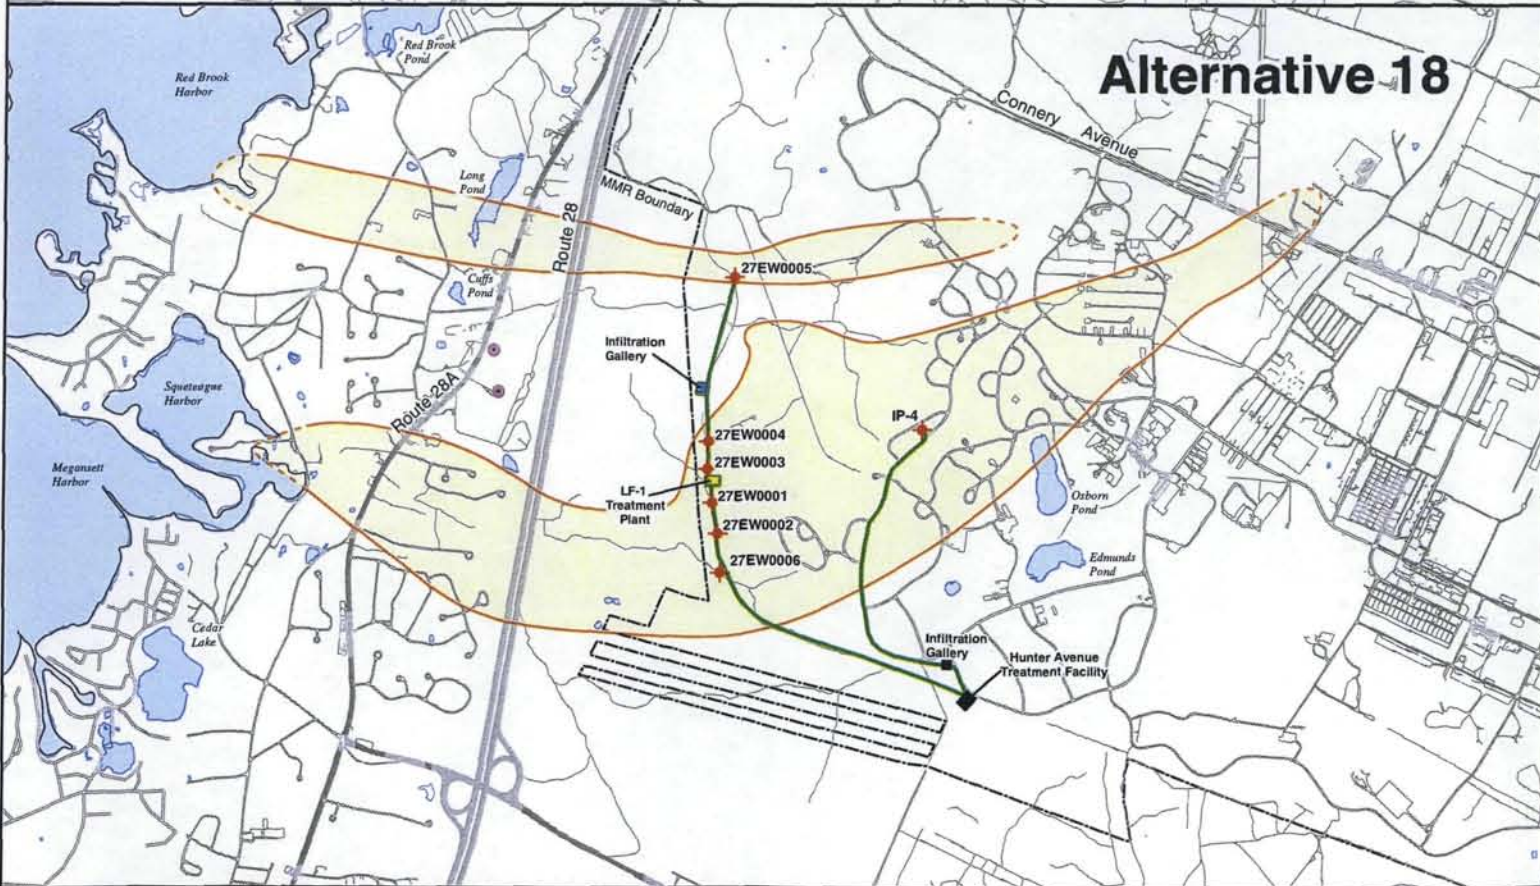 Alternative 18
Red Brook
Pond
Red Brook
Harbor
Connery Avenue
Long
Pond
MMR Boundary
Route 28
27EW0005
Cuffs
Pond
Infiltration
Gallery
Squeteague
Harbor
Route 28A
IP-4
27EW0004
27EW0003
Megansett
Harbor
LF-1
Treatment
Plant
27EW0001
Osborn
Pond
27EW0002
27EW0006
Edmunds
Pond
Cedar
Lake
Infiltration
Gallery
Hunter Avenue
Treatment Facility